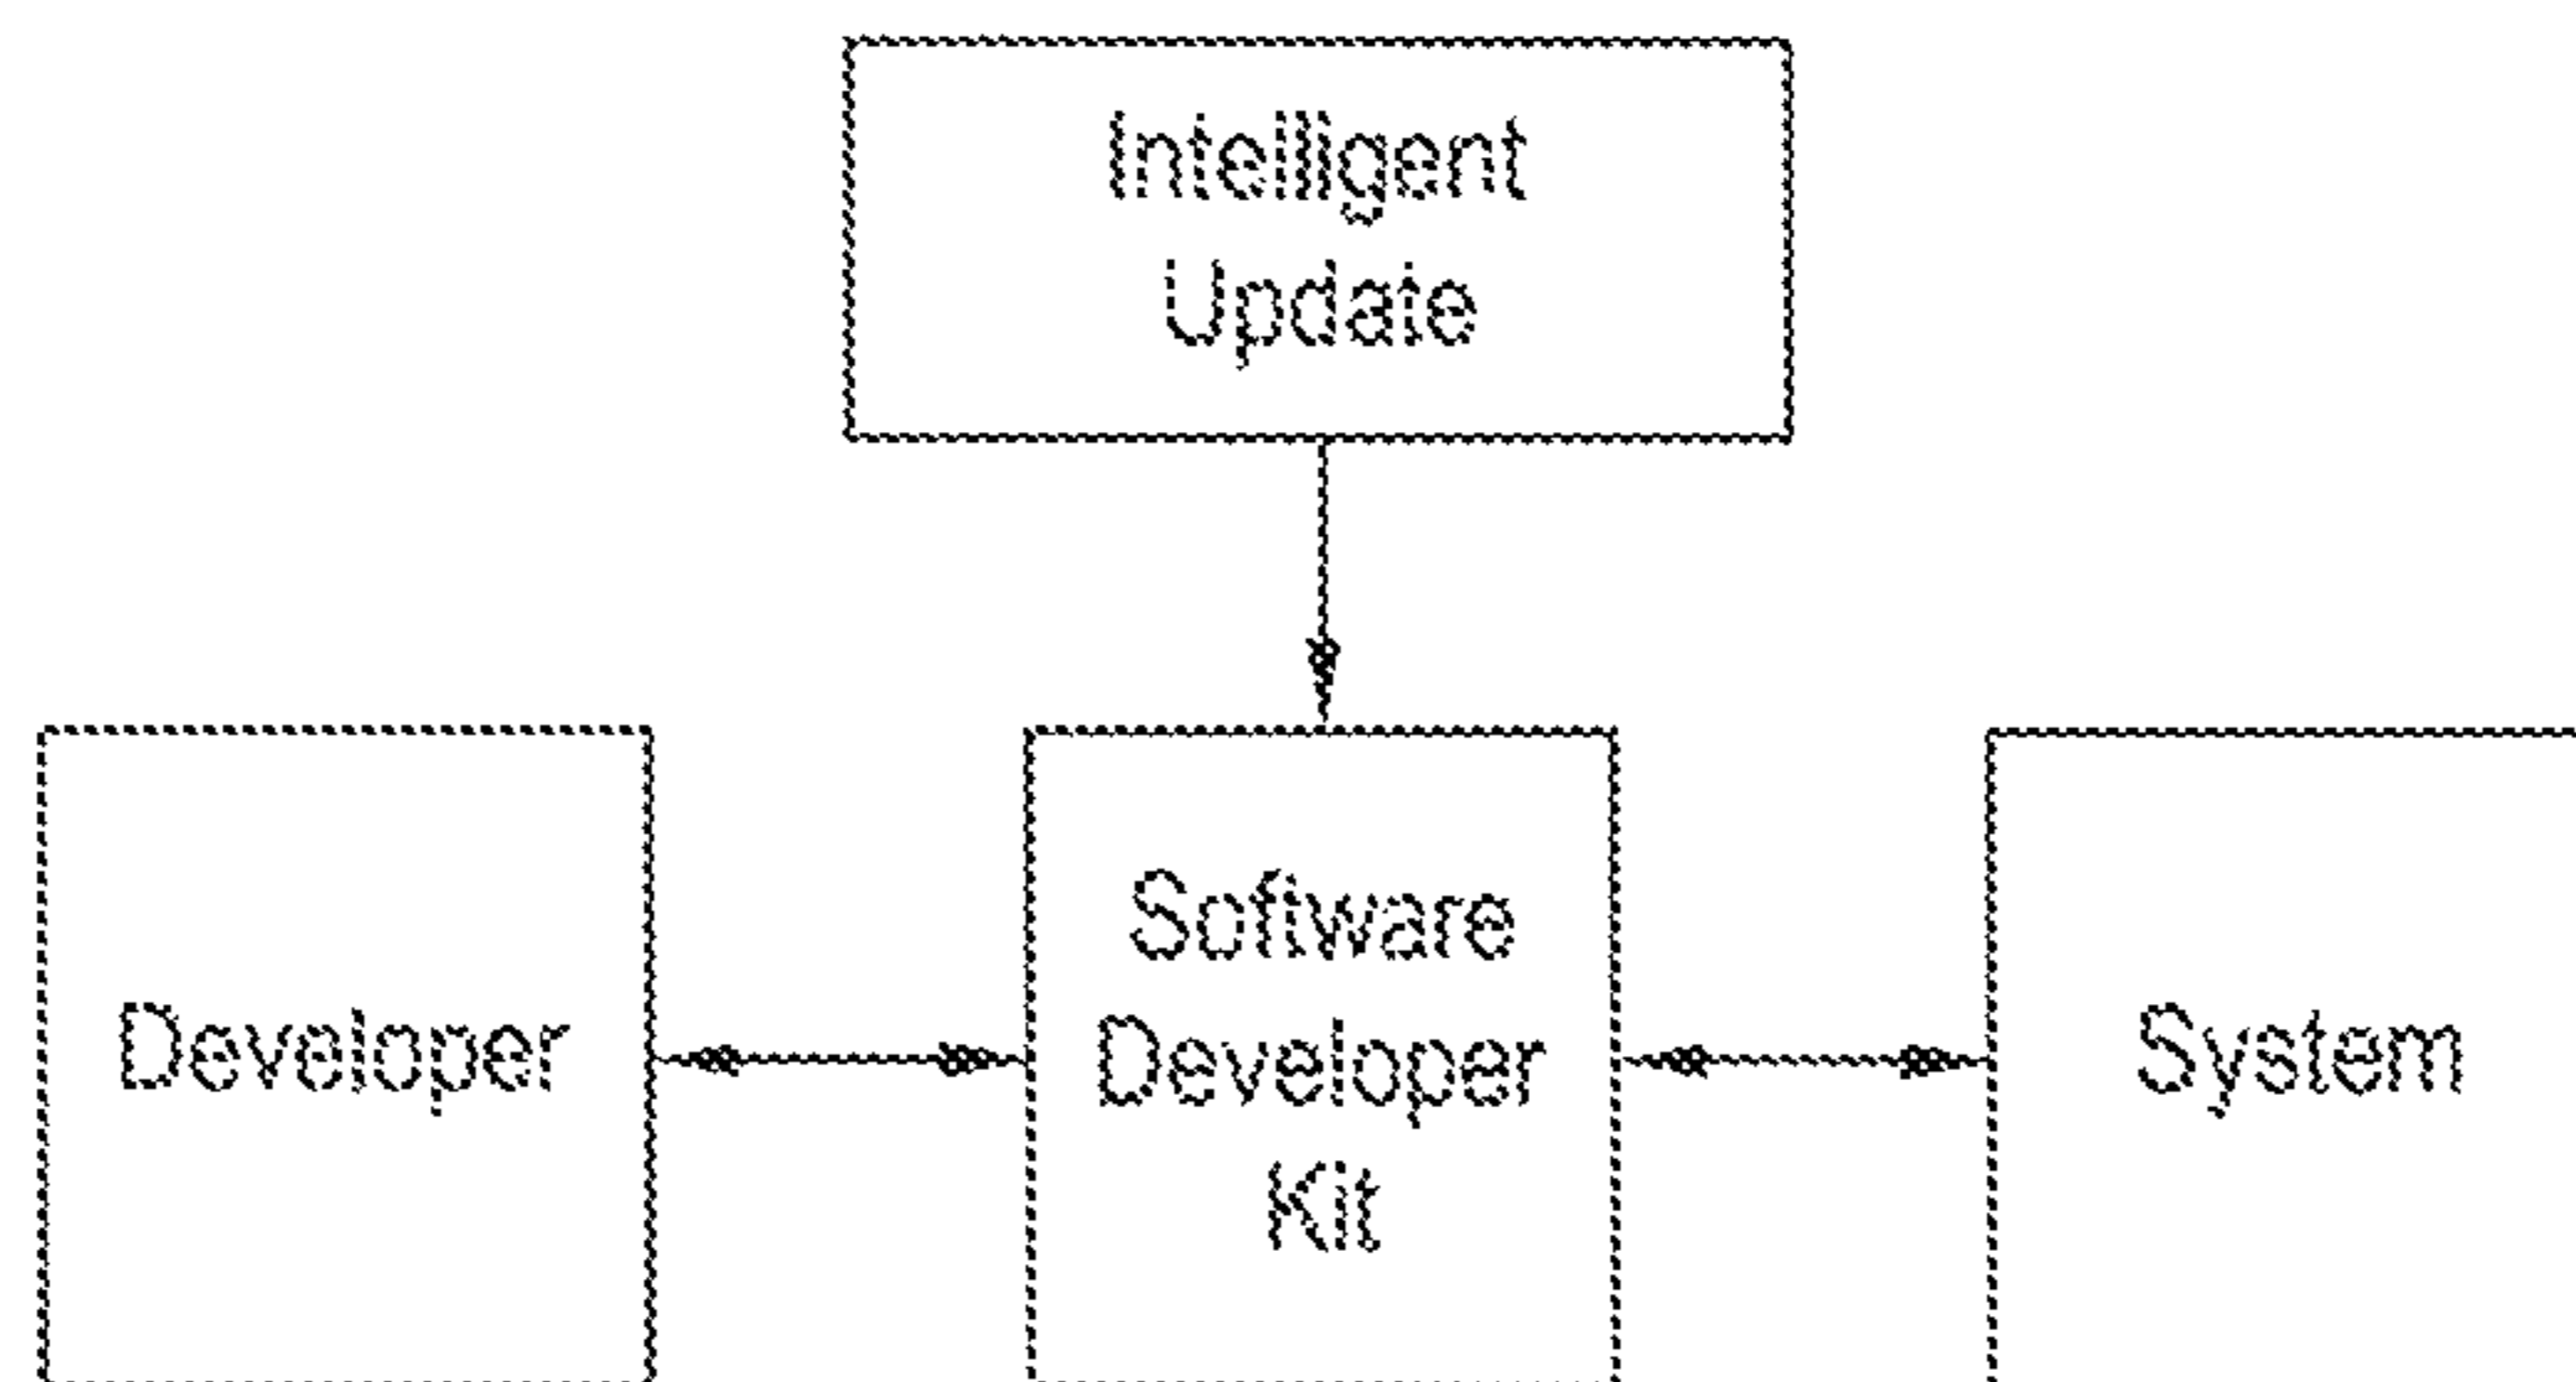 Intelligent
Update
Developer
Software
Developer
Kit
System